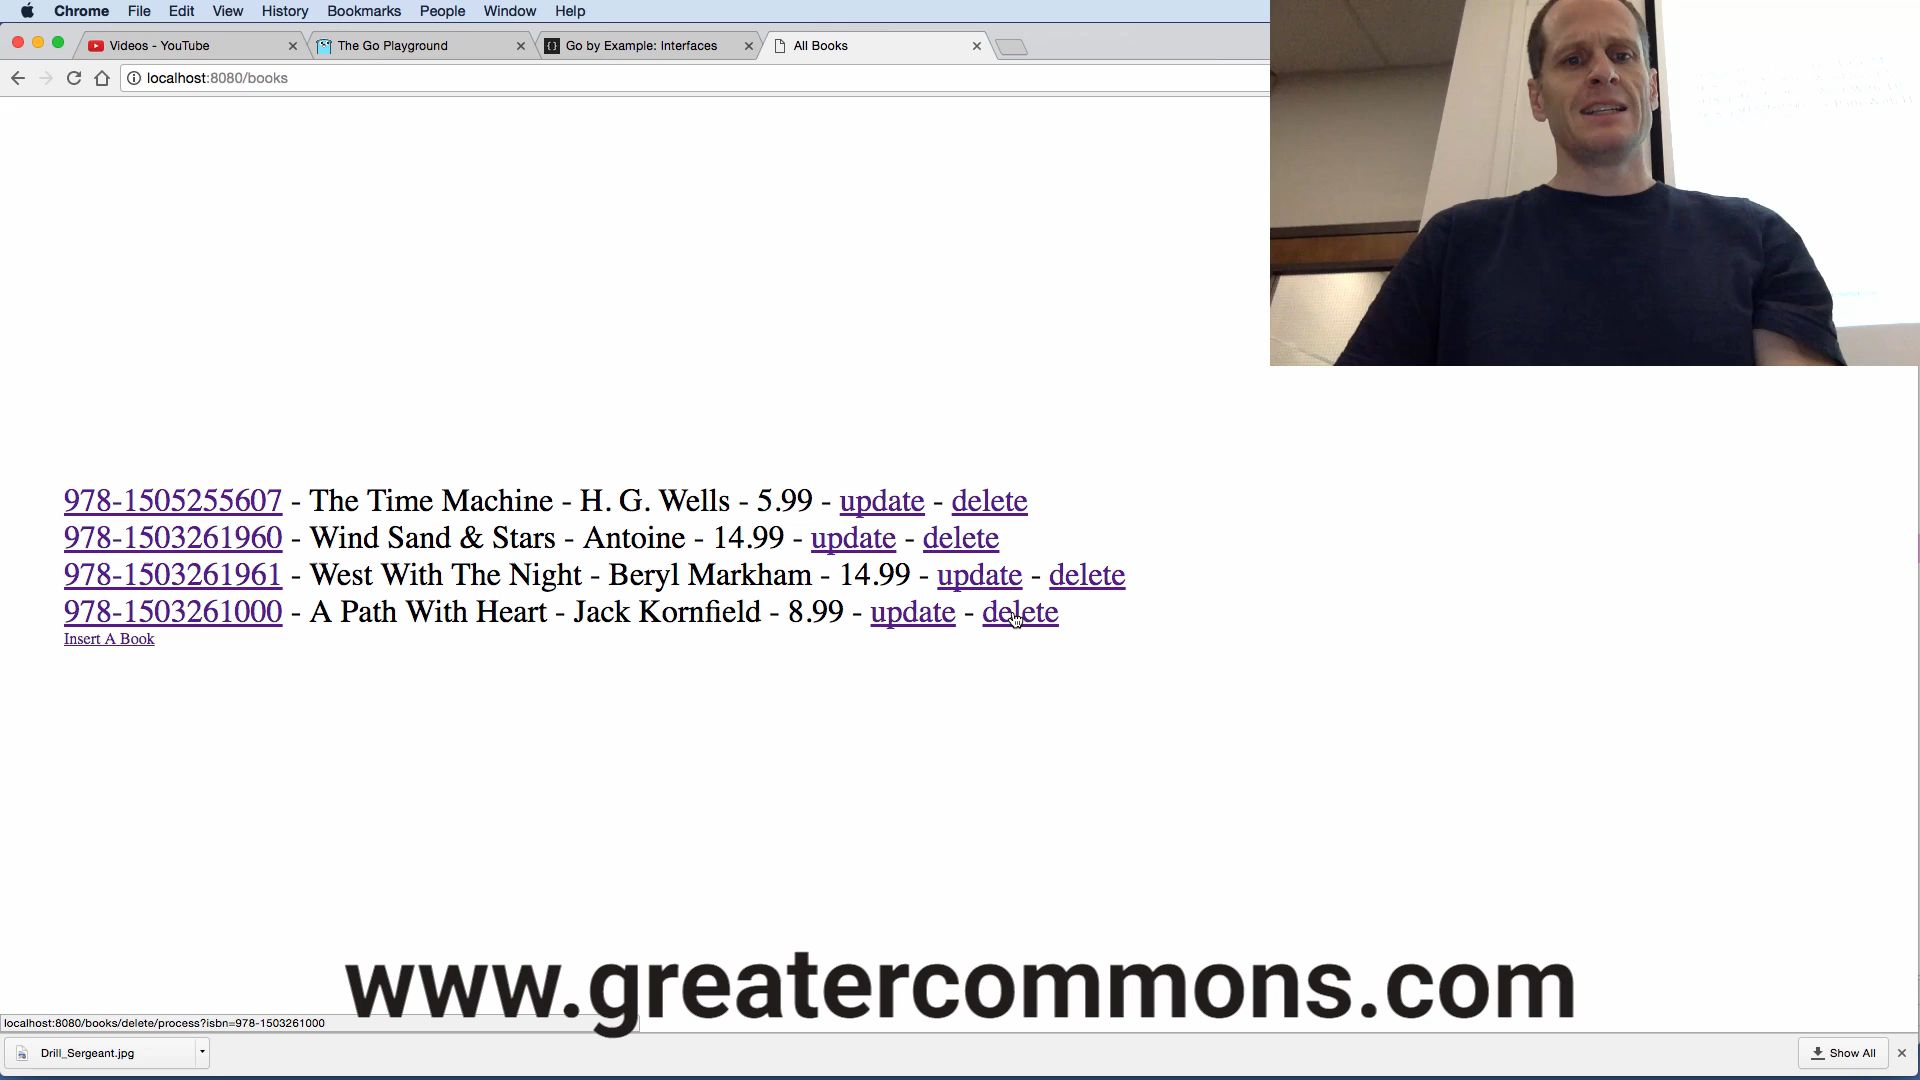 Chrome File Edit View History Bookmarks People Window Help
Videos - YouTube The Go Playground Go by Example: Interfaces All Books
localhost:8080/books
978-1505255607 - The Time Machine - H. G. Wells - 5.99 - update - delete
978-1503261960 - Wind Sand & Stars - Antoine - 14.99 - update - delete
978-1503261961 - West With The Night - Beryl Markham - 14.99 - update - delete
978-1503261000 - A Path With Heart - Jack Kornfield - 8.99 - update - delete
Insert A Book
www.greatercommons.com
localhost:8080/books/delete/process?isbn=978-1503261000
Drill_Sergeant.jpg Show All